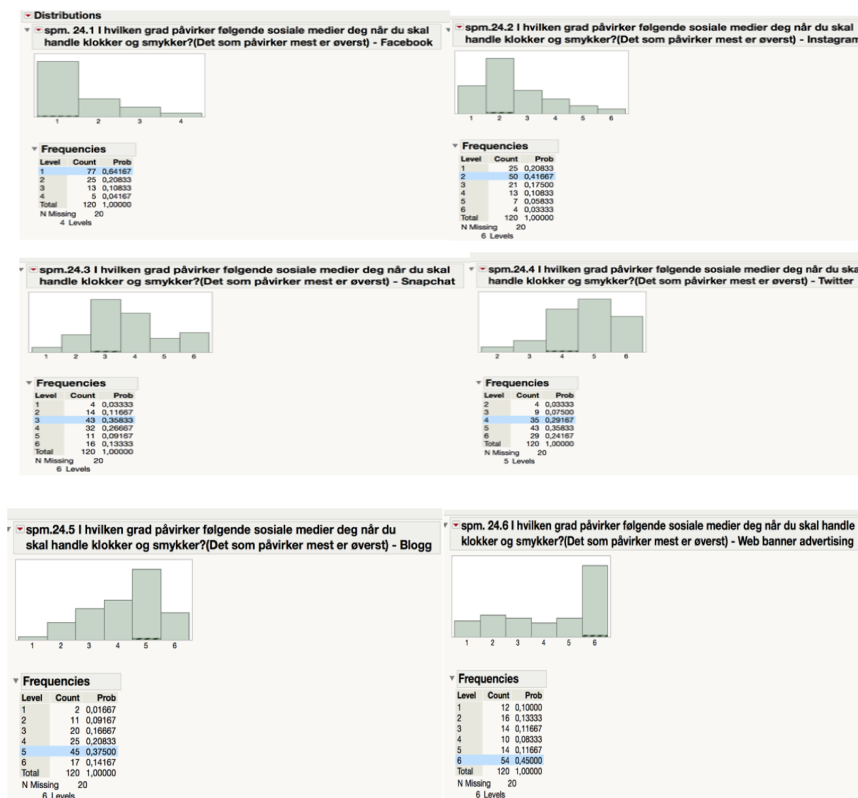 Distributions
spm. 24.1 I hvilken grad påvirker følgende sosiale medier deg når du skal
handle klokker og smykker?(Det som påvirker mest er øverst) - Facebook
1 2 3 4
Frequencies
Level Count Prob
1 77 0,64167
2 25 0,20833
3 13 0,10833
4 5 0,04167
Total 120 1,00000
N Missing 20
4 Levels
spm.24.2 I hvilken grad påvirker følgende sosiale medier deg når du skal
handle klokker og smykker?(Det som påvirker mest er øverst) - Instagram
1 2 3 4 5 6
Frequencies
Level Count Prob
1 25 0,20833
2 50 0,41667
3 21 0,17500
4 13 0,10833
5 7 0,05833
6 4 0,03333
Total 120 1,00000
N Missing 20
6 Levels
spm.24.3 I hvilken grad påvirker følgende sosiale medier deg når du skal
handle klokker og smykker?(Det som påvirker mest er øverst) - Snapchat
1 2 3 4 5 6
Frequencies
Level Count Prob
1 4 0,03333
2 14 0,11667
3 43 0,35833
4 32 0,26667
5 11 0,09167
6 16 0,13333
Total 120 1,00000
N Missing 20
6 Levels
spm.24.4 I hvilken grad påvirker følgende sosiale medier deg når du ska
handle klokker og smykker?(Det som påvirker mest er øverst) - Twitter
2 3 4 5 6
Frequencies
Level Count Prob
2 4 0,03333
3 9 0,07500
4 35 0,29167
5 43 0,35833
6 29 0,24167
Total 120 1,00000
N Missing 20
5 Levels
spm.24.5 I hvilken grad påvirker følgende sosiale medier deg når du
skal handle klokker og smykker?(Det som påvirker mest er øverst) - Blogg
1 2 3 4 5 6
Frequencies
Level Count Prob
1 2 0,01667
2 11 0,09167
3 20 0,16667
4 25 0,20833
5 45 0,37500
6 17 0,14167
Total 120 1,00000
N Missing 20
6 Levels
spm. 24.6 I hvilken grad påvirker følgende sosiale medier deg når du skal handle
klokker og smykker?(Det som påvirker mest er øverst) - Web banner advertising
1 2 3 4 5 6
Frequencies
Level Count Prob
1 12 0,10000
2 16 0,13333
3 14 0,11667
4 10 0,08333
5 14 0,11667
6 54 0,45000
Total 120 1,00000
N Missing 20
6 Levels